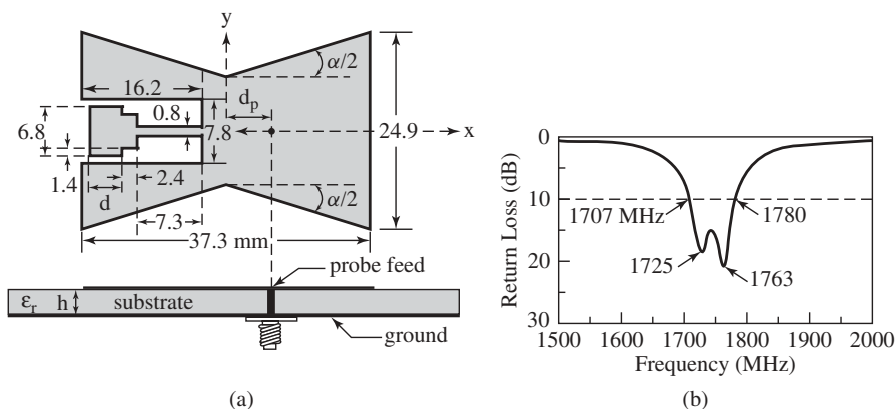 y
α/2
16.2
d_p
6.8
0.8
7.8
24.9
x
1.4
d
2.4
α/2
7.3
37.3 mm
probe feed
ε_r h substrate
ground
(a)
0
10
20
30
Return Loss (dB)
1707 MHz
1780
1725
1763
1500 1600 1700 1800 1900 2000
Frequency (MHz)
(b)